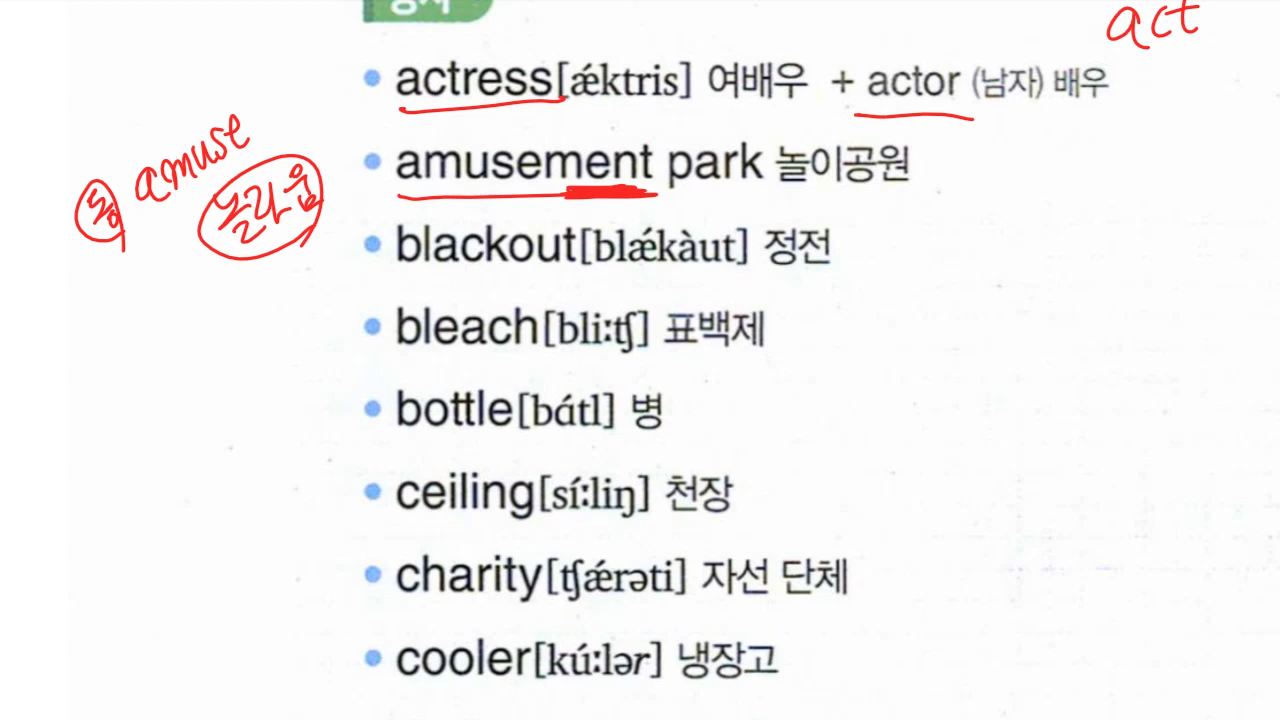 act
actress[ǽktris] 여배우 + actor (남자) 배우
amuse
amusement park 놀이공원
동
놀라움
blackout[blǽkàut] 정전
bleach[bliːtʃ] 표백제
bottle[bátl] 병
ceiling[síːliŋ] 천장
charity[tʃǽrəti] 자선 단체
cooler[kúːlər] 냉장고